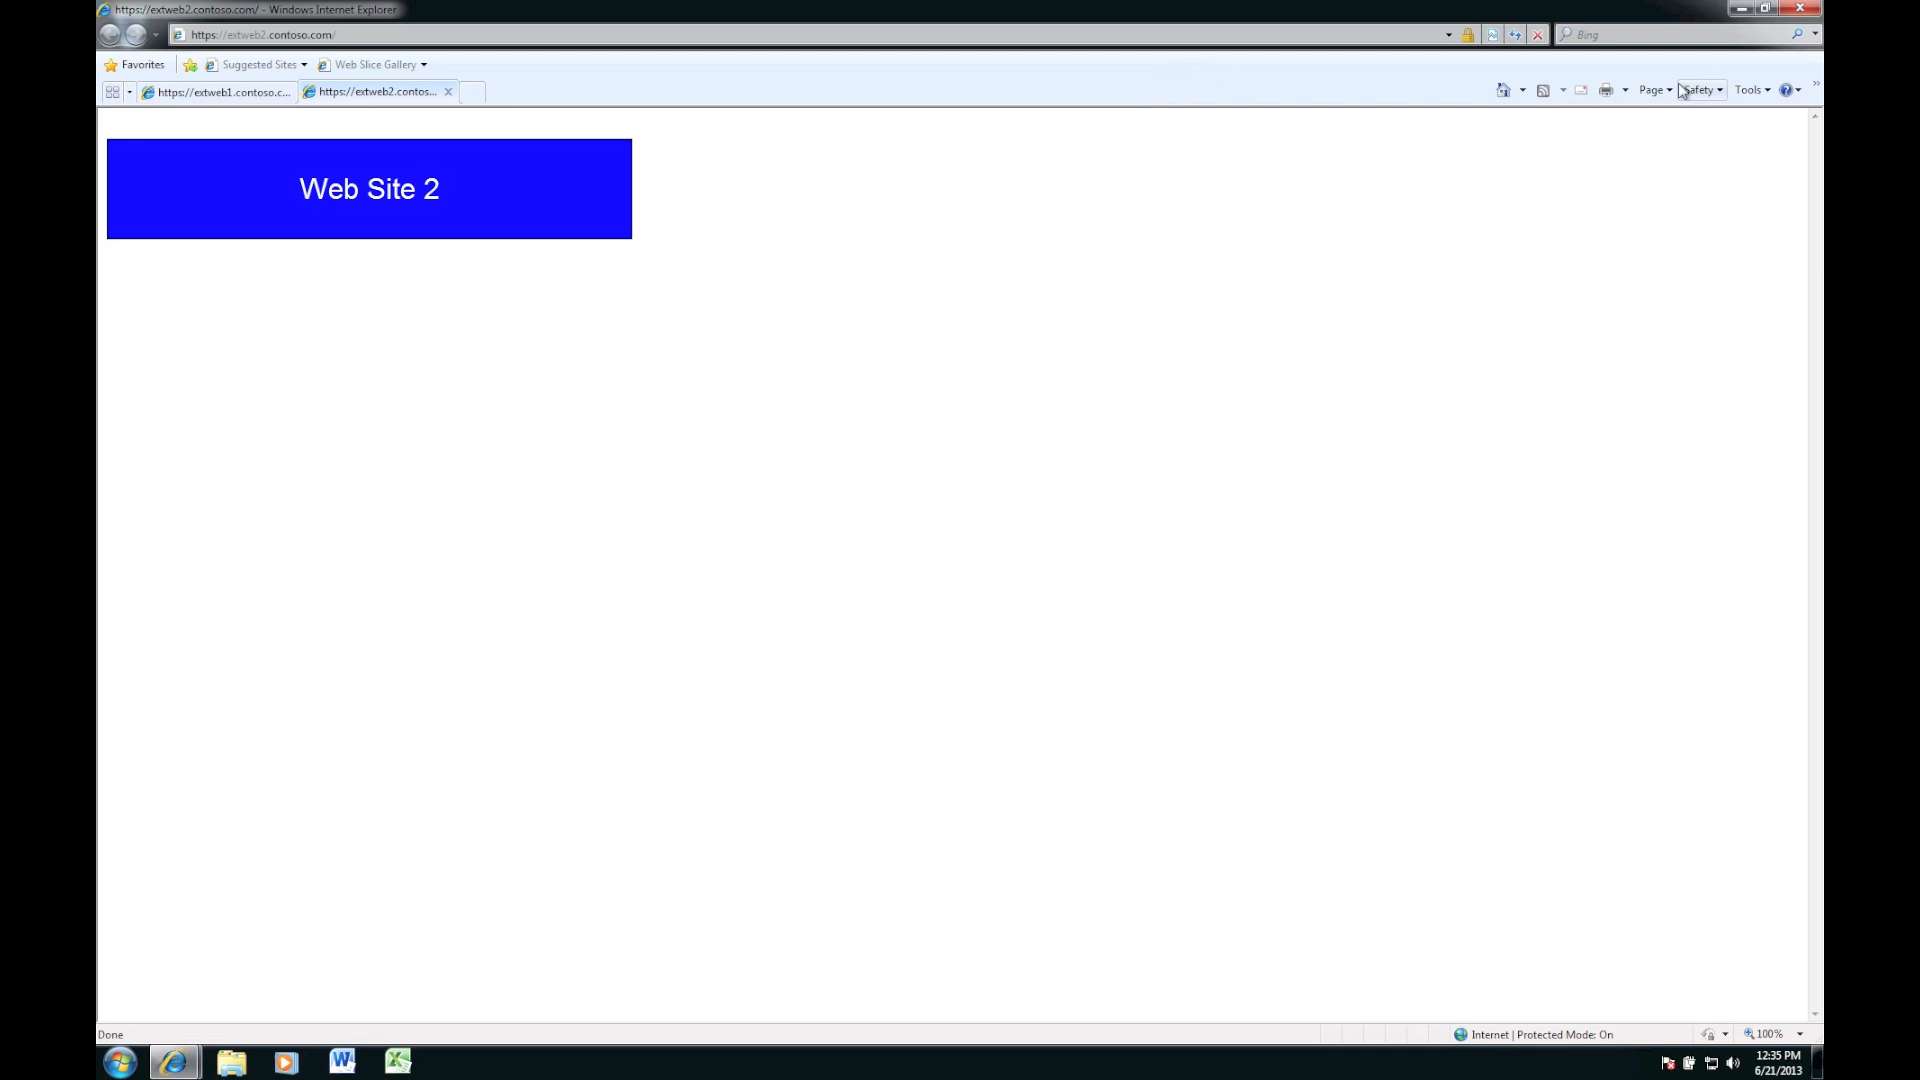 https://extweb2.contoso.com/ - Windows Internet Explorer
https://extweb2.contoso.com/
Bing
Favorites
Suggested Sites
Web Slice Gallery
https://extweb1.contoso.c...
https://extweb2.contos...
Page
Safety
Tools
Web Site 2
Done
Internet | Protected Mode: On
100%
12:35 PM
6/21/2013